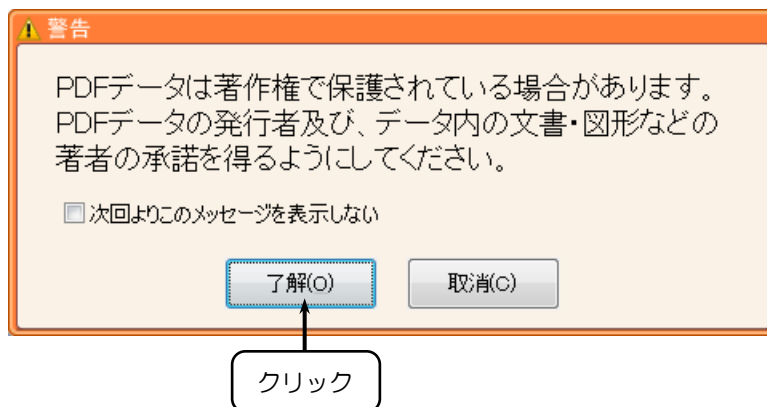 警告
PDFデータは著作権で保護されている場合があります。
PDFデータの発行者及び、データ内の文書・図形などの
著者の承諾を得るようにしてください。
次回よりこのメッセージを表示しない
了解(O)
取消(C)
クリック